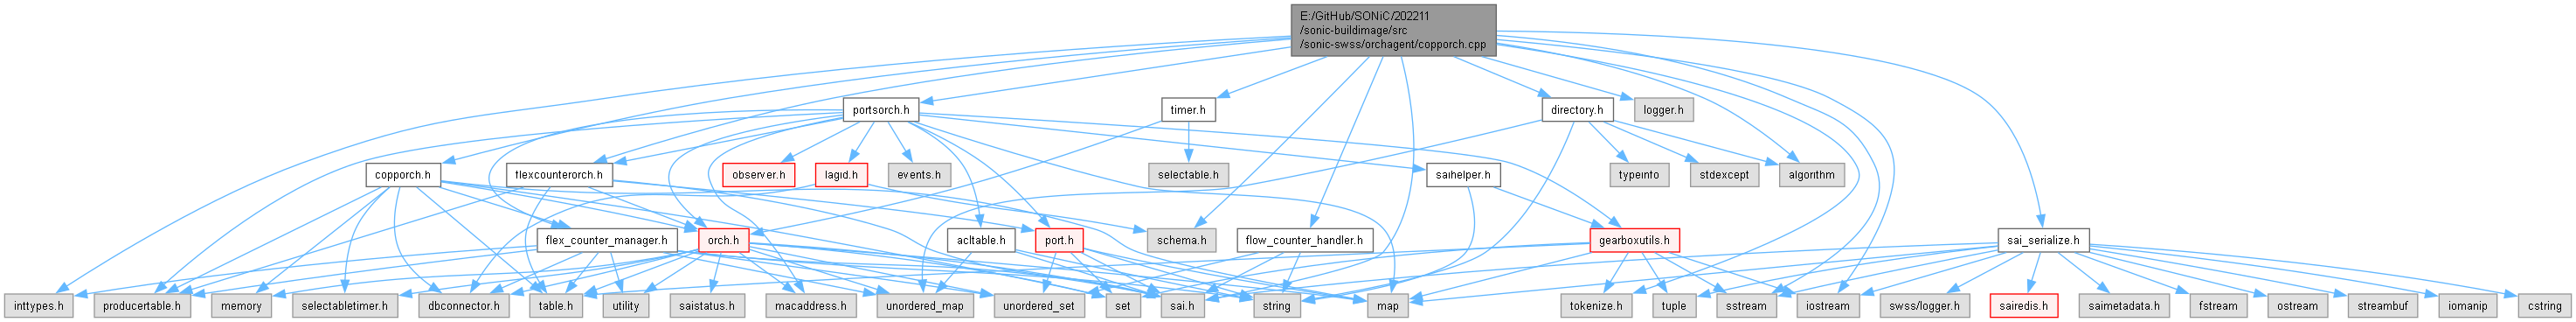 E:/GitHub/SONiC/202211
/sonic-buildimage/src
/sonic-swss/orchagent/copporch.cpp
portsorch.h
timer.h
directory.h
logger.h
copporch.h
flexcounterorch.h
observer.h
lagid.h
events.h
selectable.h
saihelper.h
typeinfo
stdexcept
algorithm
flex_counter_manager.h
orch.h
acltable.h
port.h
schema.h
flow_counter_handler.h
gearboxutils.h
sai_serialize.h
inttypes.h
producertable.h
memory
selectabletimer.h
dbconnector.h
table.h
utility
saistatus.h
macaddress.h
unordered_map
unordered_set
set
sai.h
string
map
tokenize.h
tuple
sstream
iostream
swss/logger.h
sairedis.h
saimetadata.h
fstream
ostream
streambuf
iomanip
cstring